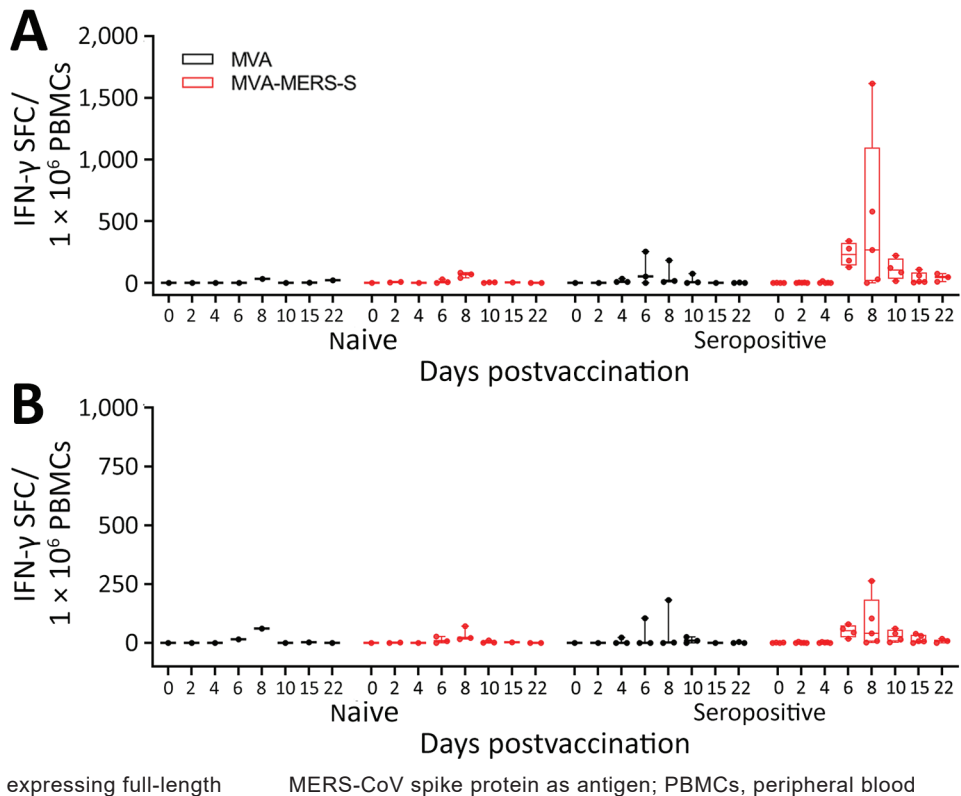 A
2,000
MVA
MVA-MERS-S
1,500
1,000
500
0
IFN-γ SFC/
1 × 10⁶ PBMCs
0 2 4 6 8 10 15 22 0 2 4 6 8 10 15 22 0 2 4 6 8 10 15 22 0 2 4 6 8 10 15 22
Naive Seropositive
Days postvaccination
B
1,000
750
500
250
0
IFN-γ SFC/
1 × 10⁶ PBMCs
0 2 4 6 8 10 15 22 0 2 4 6 8 10 15 22 0 2 4 6 8 10 15 22 0 2 4 6 8 10 15 22
Naive Seropositive
Days postvaccination
expressing full-length MERS-CoV spike protein as antigen; PBMCs, peripheral blood